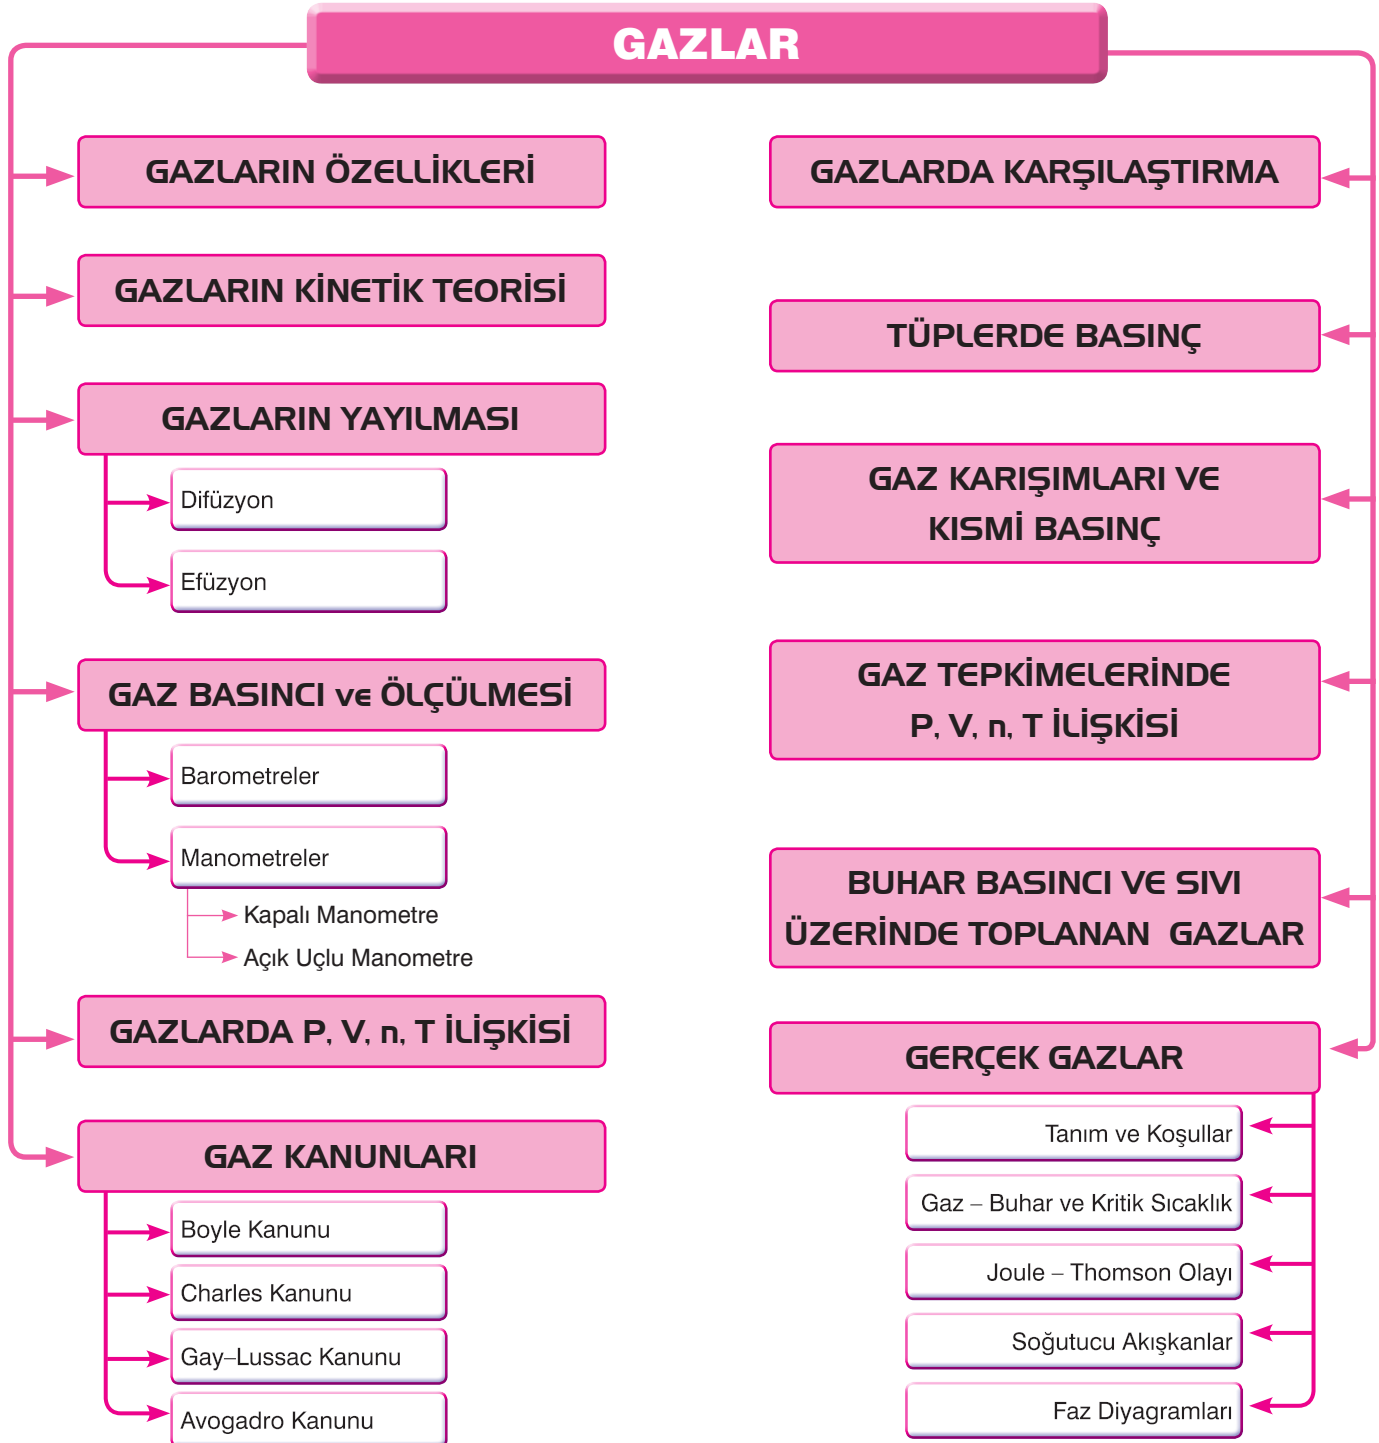 GAZLAR
GAZLARIN ÖZELLİKLERİ
GAZLARIN KİNETİK TEORİSİ
GAZLARIN YAYILMASI
Difüzyon
Efüzyon
GAZ BASINCI ve ÖLÇÜLMESİ
Barometreler
Manometreler
Kapalı Manometre
Açık Uçlu Manometre
GAZLARDA P, V, n, T İLİŞKİSİ
GAZ KANUNLARI
Boyle Kanunu
Charles Kanunu
Gay–Lussac Kanunu
Avogadro Kanunu
GAZLARDA KARŞILAŞTIRMA
TÜPLERDE BASINÇ
GAZ KARIŞIMLARI VE
KISMİ BASINÇ
GAZ TEPKİMELERİNDE
P, V, n, T İLİŞKİSİ
BUHAR BASINCI VE SIVI
ÜZERİNDE TOPLANAN GAZLAR
GERÇEK GAZLAR
Tanım ve Koşullar
Gaz – Buhar ve Kritik Sıcaklık
Joule – Thomson Olayı
Soğutucu Akışkanlar
Faz Diyagramları